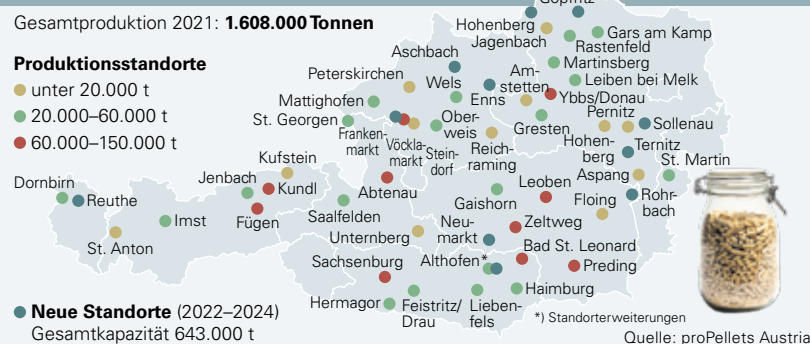 Göpfritz
Gesamtproduktion 2021: 1.608.000 Tonnen
Produktionsstandorte
unter 20.000 t
20.000–60.000 t
60.000–150.000 t
Hohenberg
Jagenbach
Gars am Kamp
Rastenfeld
Martinsberg
Leiben bei Melk
Aschbach
Peterskirchen
Wels
Enns
Am-
stetten
Ybbs/Donau
Mattighofen
St. Georgen
Franken-
markt
Vöckla-
markt
Stein-
dorf
Ober-
weis
Reich-
raming
Gresten
Pernitz
Sollenau
Hohen-
berg
Ternitz
St. Martin
Aspang
Rohr-
bach
Kufstein
Jenbach
Kundl
Fügen
Dornbirn
Reuthe
Imst
St. Anton
Abtenau
Saalfelden
Unternberg
Gaishorn
Leoben
Floing
Neu-
markt
Zeltweg
Bad St. Leonard
Sachsenburg
Althofen*
Preding
Hermagor
Feistritz/
Drau
Lieben-
fels
Haimburg
Neue Standorte (2022–2024)
Gesamtkapazität 643.000 t
*) Standorterweiterungen
Quelle: proPellets Austria